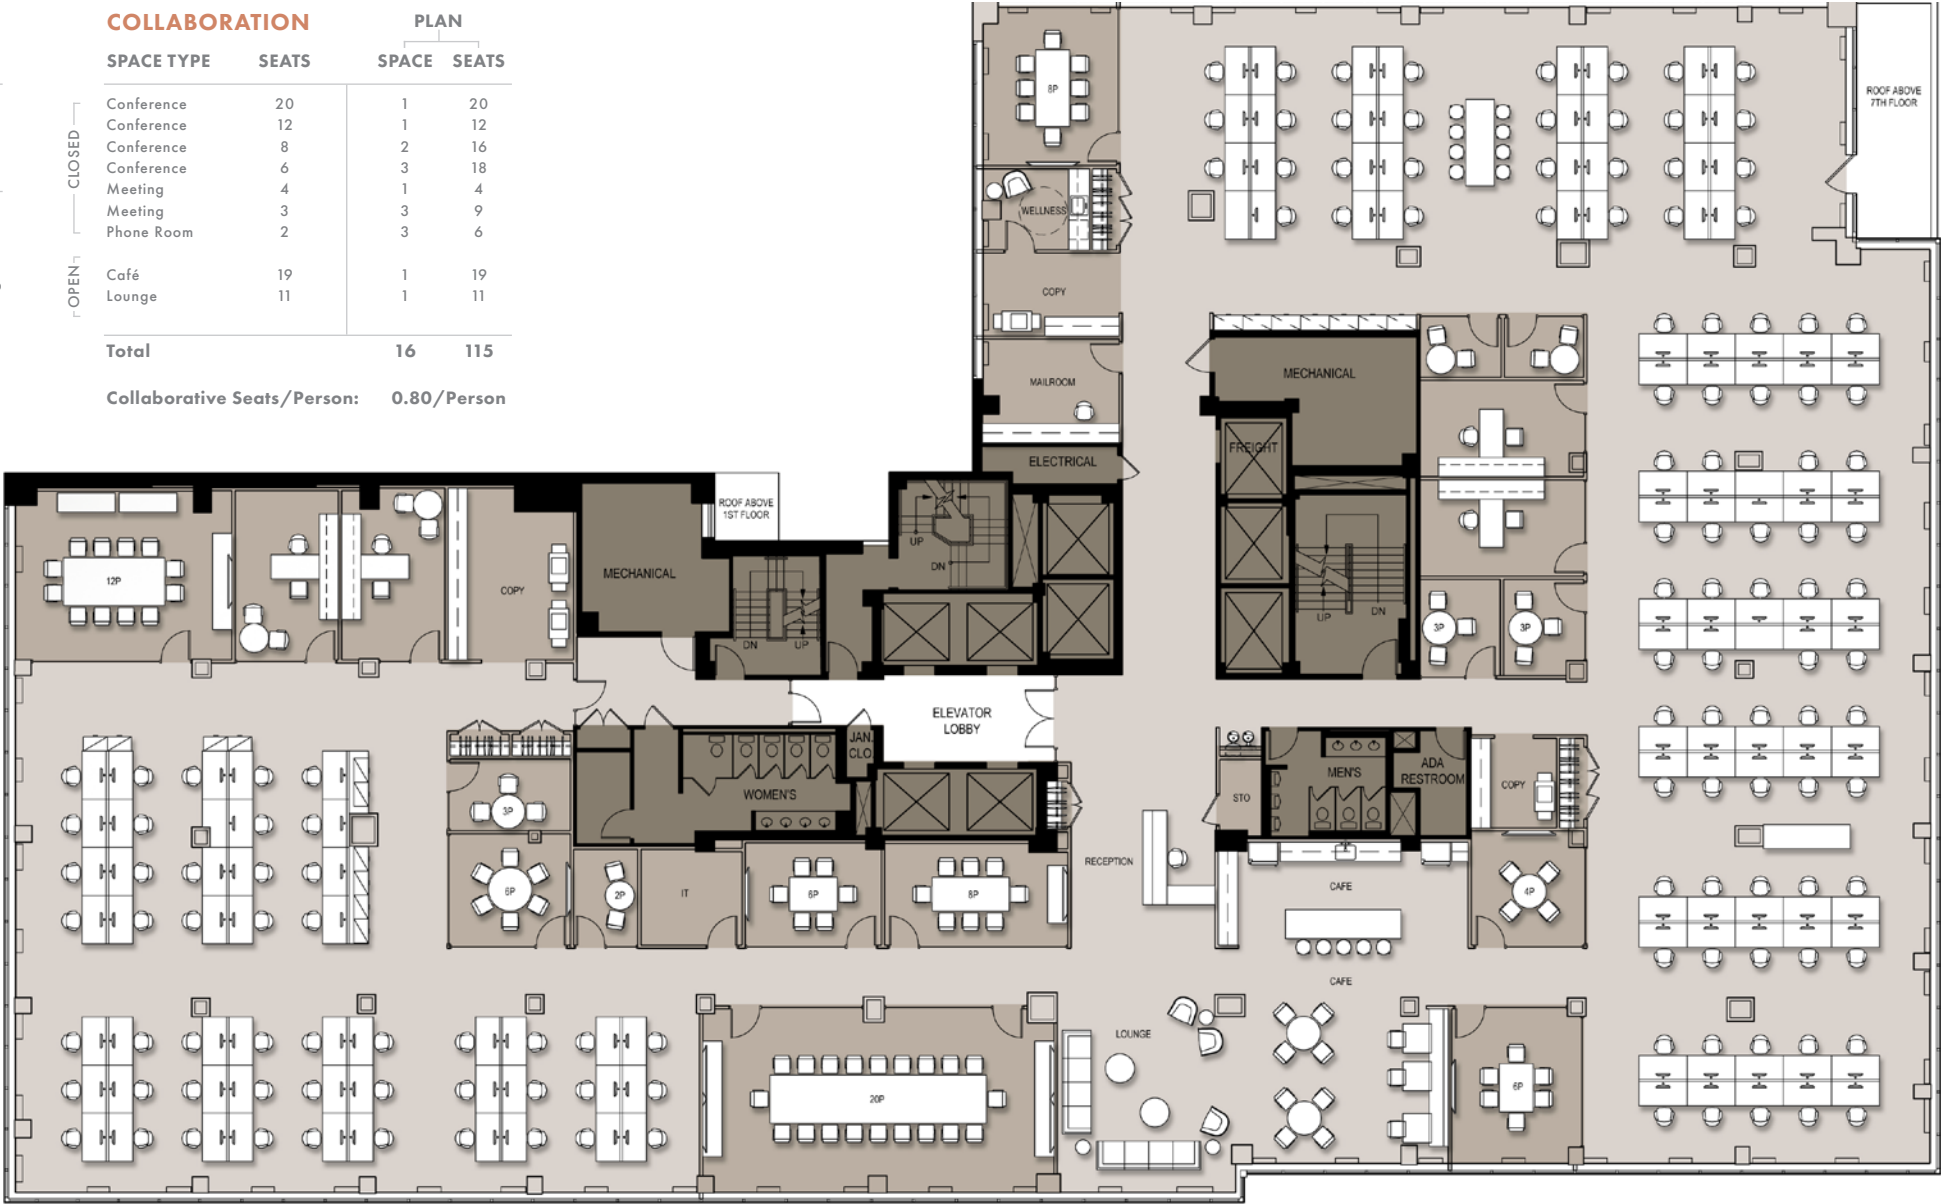 COLLABORATION
PLAN
SPACE TYPE SEATS SPACE SEATS
CLOSED
Conference 20 1 20
Conference 12 1 12
Conference 8 2 16
Conference 6 3 18
Meeting 4 1 4
Meeting 3 3 9
Phone Room 2 3 6
OPEN
Café 19 1 19
Lounge 11 1 11
Total 16 115
Collaborative Seats/Person: 0.80/Person
8P
ROOF ABOVE
7TH FLOOR
WELLNESS
COPY
MECHANICAL
MAILROOM
FREIGHT
ELECTRICAL
ROOF ABOVE
1ST FLOOR
UP
DN
MECHANICAL
12P
COPY
UP
DN
3P
3P
DN
UP
ELEVATOR
LOBBY
JAN.
CLO.
MEN'S
ADA
RESTROOM
COPY
STO
WOMEN'S
3P
RECEPTION
CAFE
6P
2P
IT
6P
8P
4P
CAFE
LOUNGE
20P
6P